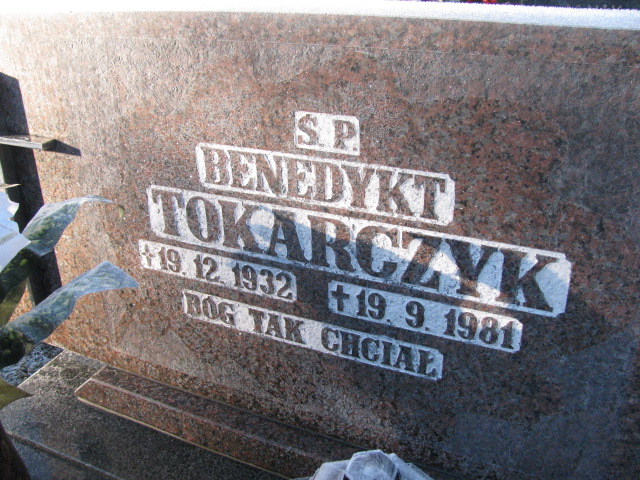 Ś. P.
BENEDYKT
TOKARCZYK
✝19. 12. 1932 ✝19. 9. 1981
BÓG TAK CHCIAŁ